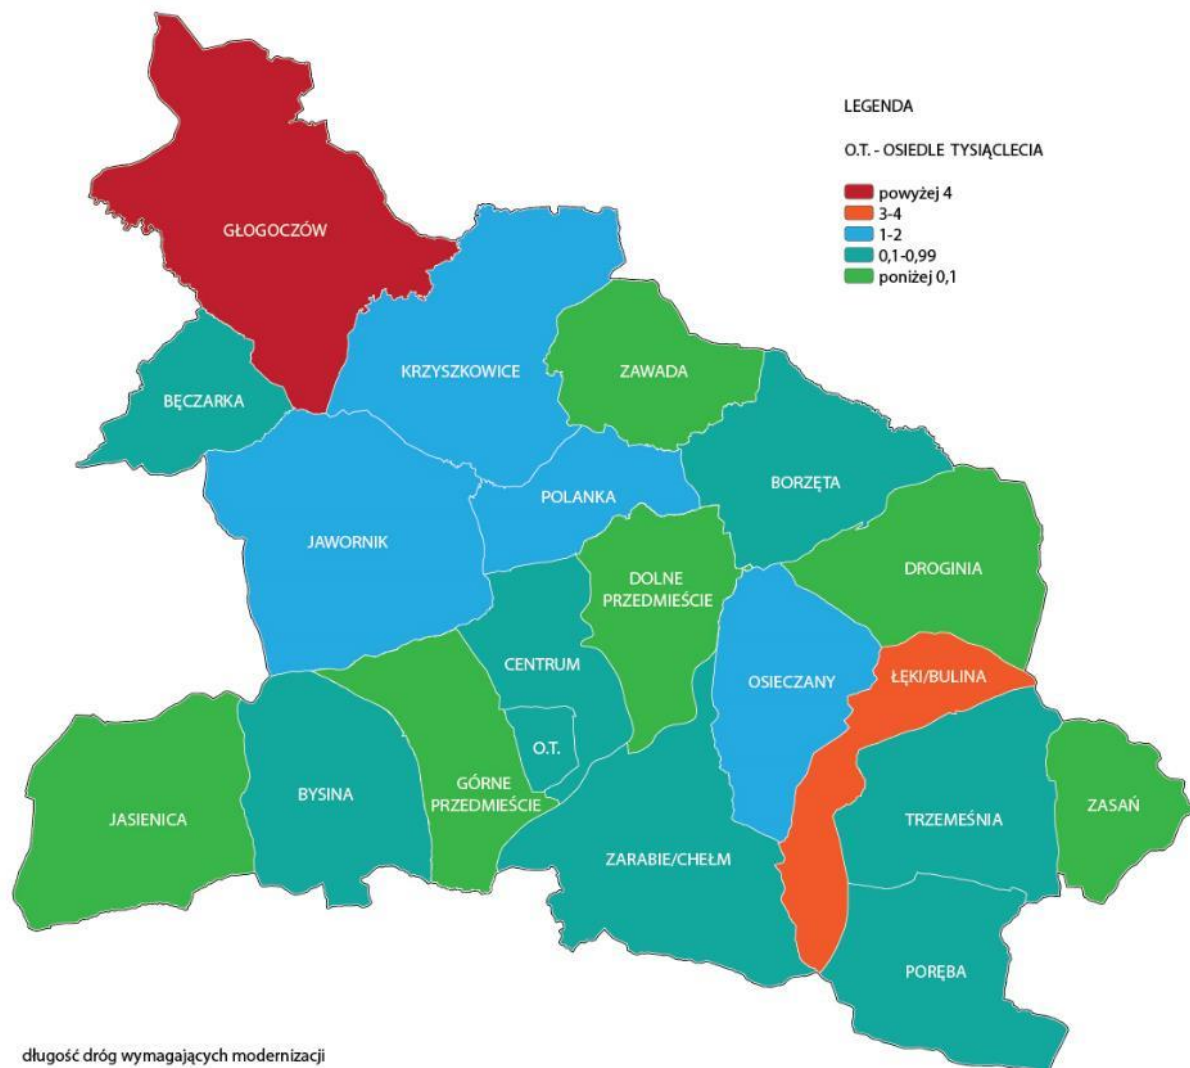 LEGENDA
O.T. - OSIEDLE TYSIĄCLECIA
powyżej 4
3-4
1-2
0,1-0,99
poniżej 0,1
GŁOGOCZÓW
KRZYSZKOWICE
ZAWADA
BĘCZARKA
BORZĘTA
POLANKA
JAWORNIK
DROGINIA
DOLNE
PRZEDMIEŚCIE
CENTRUM
OSIECZANY
ŁĘKI/BULINA
O.T.
GÓRNE
PRZEDMIEŚCIE
BYSINA
JASIENICA
ZARABIE/CHEŁM
TRZEMEŚNIA
ZASAŃ
PORĘBA
długość dróg wymagających modernizacji